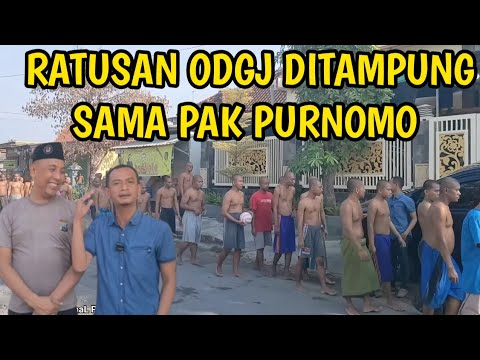 RATUSAN ODGJ DITAMPUNG
SAMA PAK PURNOMO